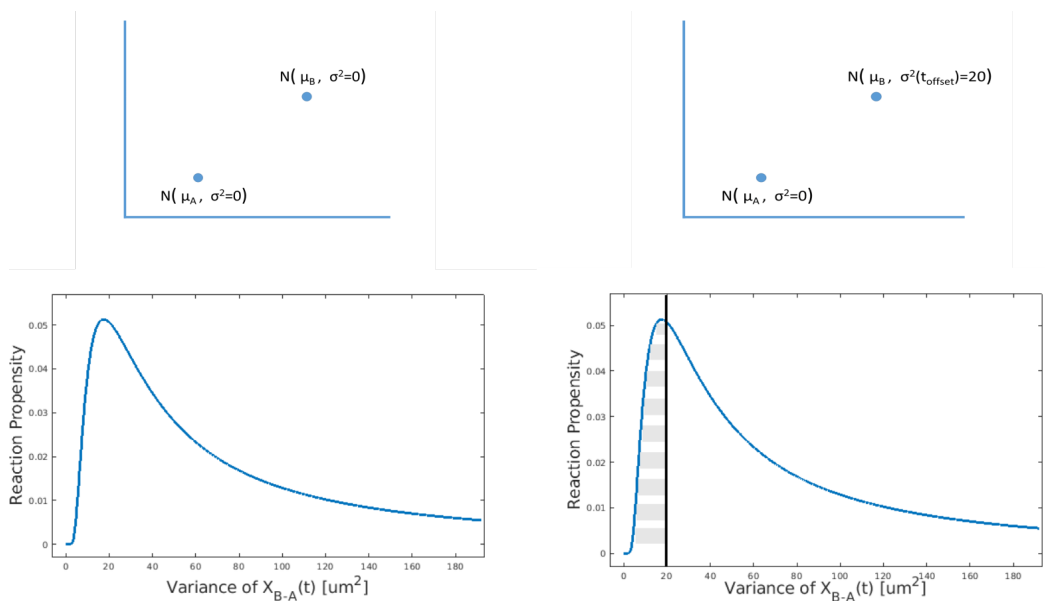 N( μB , σ²=0)
N( μA , σ²=0)
N( μB , σ²(toffset)=20)
N( μA , σ²=0)
Reaction Propensity
0.05
0.04
0.03
0.02
0.01
0
0 20 40 60 80 100 120 140 160 180
Variance of XB-A(t) [um²]
Reaction Propensity
0.05
0.04
0.03
0.02
0.01
0
0 20 40 60 80 100 120 140 160 180
Variance of XB-A(t) [um²]